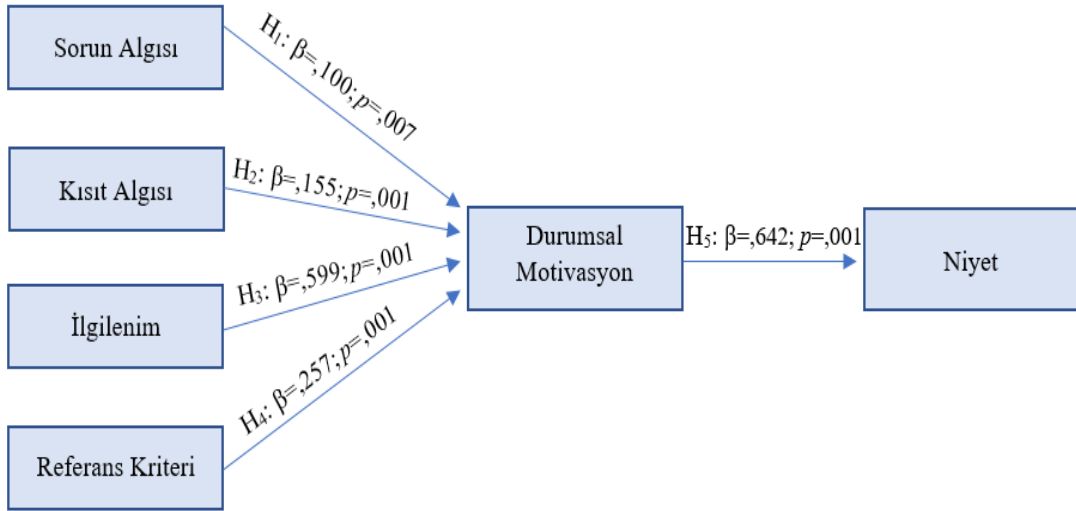 Sorun Algısı
H₁: β=,100; p=,007
Kısıt Algısı
H₂: β=,155; p=,001
İlgilenim
H₃: β=,599; p=,001
Referans Kriteri
H₄: β=,257; p=,001
Durumsal
Motivasyon
H₅: β=,642; p=,001
Niyet